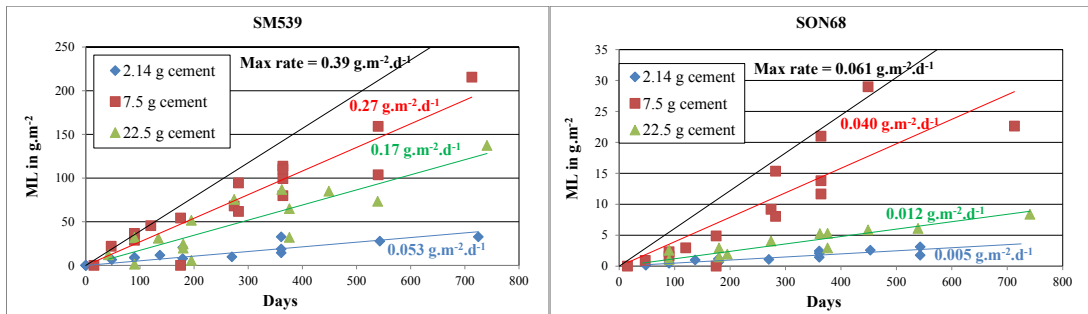 SM539
250
200
150
100
50
0
ML in g.m⁻²
2.14 g cement
7.5 g cement
22.5 g cement
Max rate = 0.39 g.m⁻².d⁻¹
0.27 g.m⁻².d⁻¹
0.17 g.m⁻².d⁻¹
0.053 g.m⁻².d⁻¹
0 100 200 300 400 500 600 700 800
Days
SON68
35
30
25
20
15
10
5
0
ML in g.m⁻²
2.14 g cement
7.5 g cement
22.5 g cement
Max rate = 0.061 g.m⁻².d⁻¹
0.040 g.m⁻².d⁻¹
0.012 g.m⁻².d⁻¹
0.005 g.m⁻².d⁻¹
0 100 200 300 400 500 600 700 800
Days